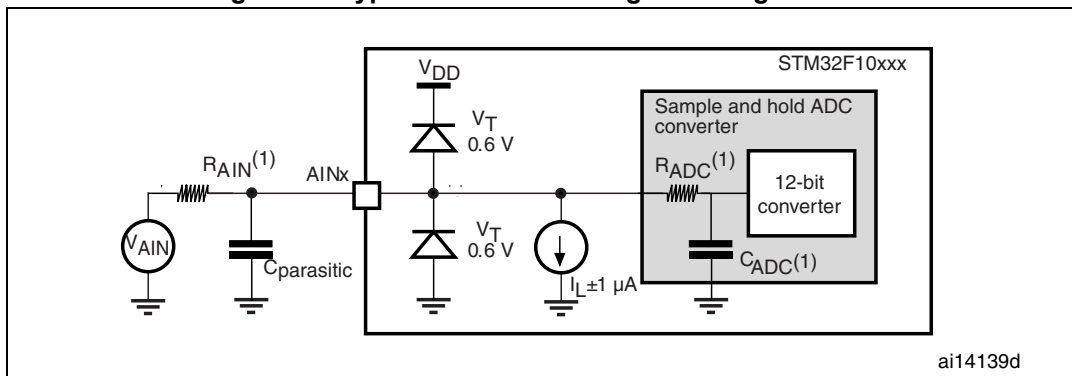 STM32F10xxx
VDD
Sample and hold ADC
converter
VT
0.6 V
RAIN(1)
AINx
RADC(1)
12-bit
converter
VAIN
Cparasitic
VT
0.6 V
IL±1 µA
CADC(1)
ai14139d